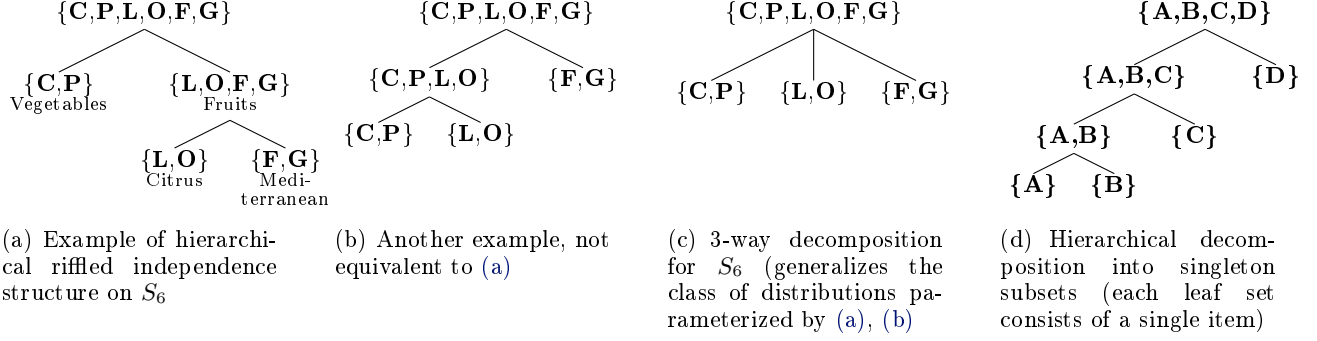 {C,P,L,O,F,G}
{C,P}
Vegetables
{L,O,F,G}
Fruits
{L,O}
Citrus
{F,G}
Medi-
terranean
(a) Example of hierarchi-
cal riffled independence
structure on S6
{C,P,L,O,F,G}
{C,P,L,O}
{F,G}
{C,P}
{L,O}
(b) Another example, not
equivalent to (a)
{C,P,L,O,F,G}
{C,P}
{L,O}
{F,G}
(c) 3-way decomposition
for S6 (generalizes the
class of distributions pa-
rameterized by (a), (b)
{A,B,C,D}
{A,B,C}
{D}
{A,B}
{C}
{A}
{B}
(d) Hierarchical decom-
position into singleton
subsets (each leaf set
consists of a single item)